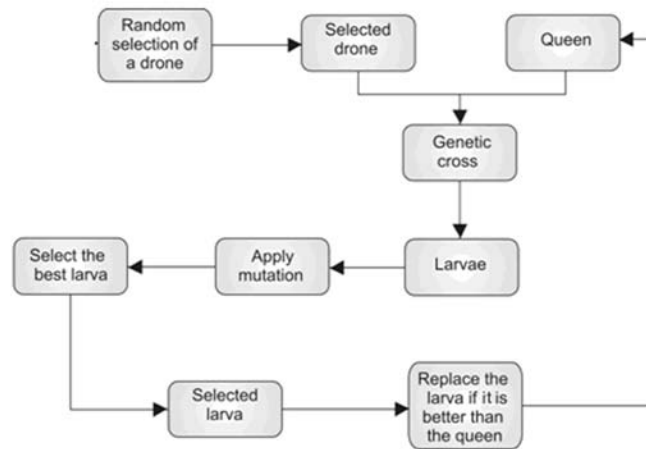 Random
selection of
a drone
Selected
drone
Queen
Genetic
cross
Larvae
Apply
mutation
Select the
best larva
Selected
larva
Replace the
larva if it is
better than
the queen